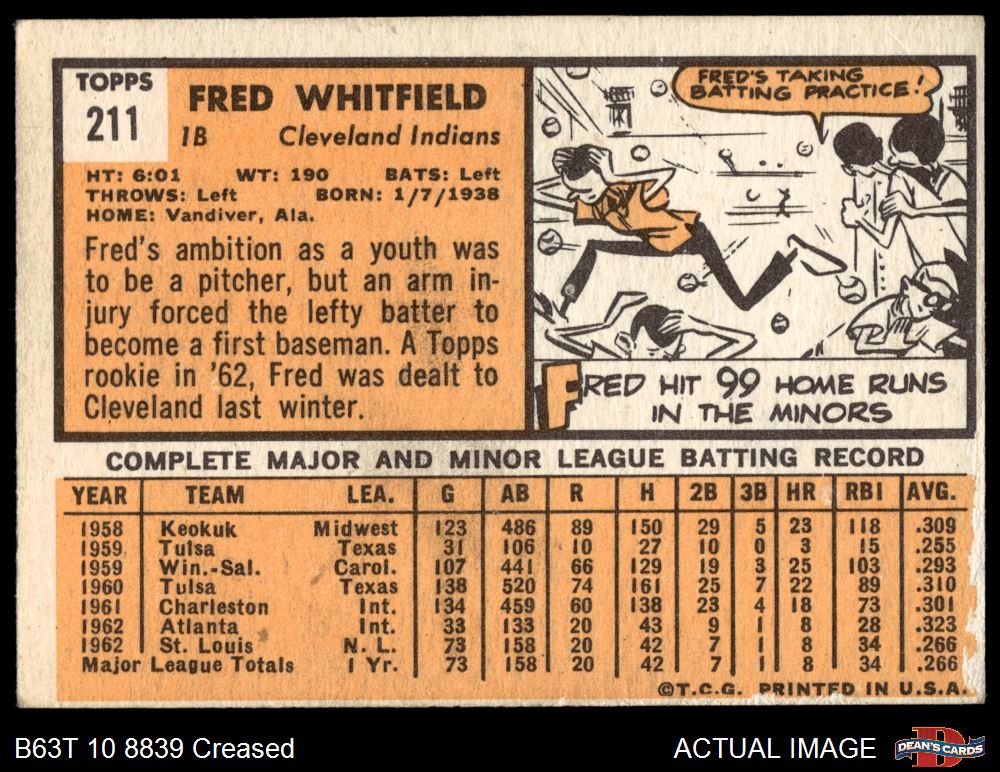 TOPPS
211
FRED WHITFIELD
1B Cleveland Indians
HT: 6:01 WT: 190 BATS: Left
THROWS: Left BORN: 1/7/1938
HOME: Vandiver, Ala.
Fred's ambition as a youth was
to be a pitcher, but an arm in-
jury forced the lefty batter to
become a first baseman. A Topps
rookie in '62, Fred was dealt to
Cleveland last winter.
FRED'S TAKING
BATTING PRACTICE!
FRED HIT 99 HOME RUNS
IN THE MINORS
COMPLETE MAJOR AND MINOR LEAGUE BATTING RECORD
YEAR TEAM LEA. G AB R H 2B 3B HR RBI AVG.
1958 Keokuk Midwest 123 486 89 150 29 5 23 118 .309
1959 Tulsa Texas 31 106 10 27 10 0 3 15 .255
1959 Win.-Sal. Carol. 107 441 66 129 19 3 25 103 .293
1960 Tulsa Texas 138 520 74 161 25 7 22 89 .310
1961 Charleston Int. 134 459 60 138 23 4 18 73 .301
1962 Atlanta Int. 33 133 20 43 9 1 8 28 .323
1962 St. Louis N. L. 73 158 20 42 7 1 8 34 .266
Major League Totals 1 Yr. 73 158 20 42 7 1 8 34 .266
©T.C.G. PRINTED IN U.S.A.
B63T 10 8839 Creased ACTUAL IMAGE DEAN'S CARDS